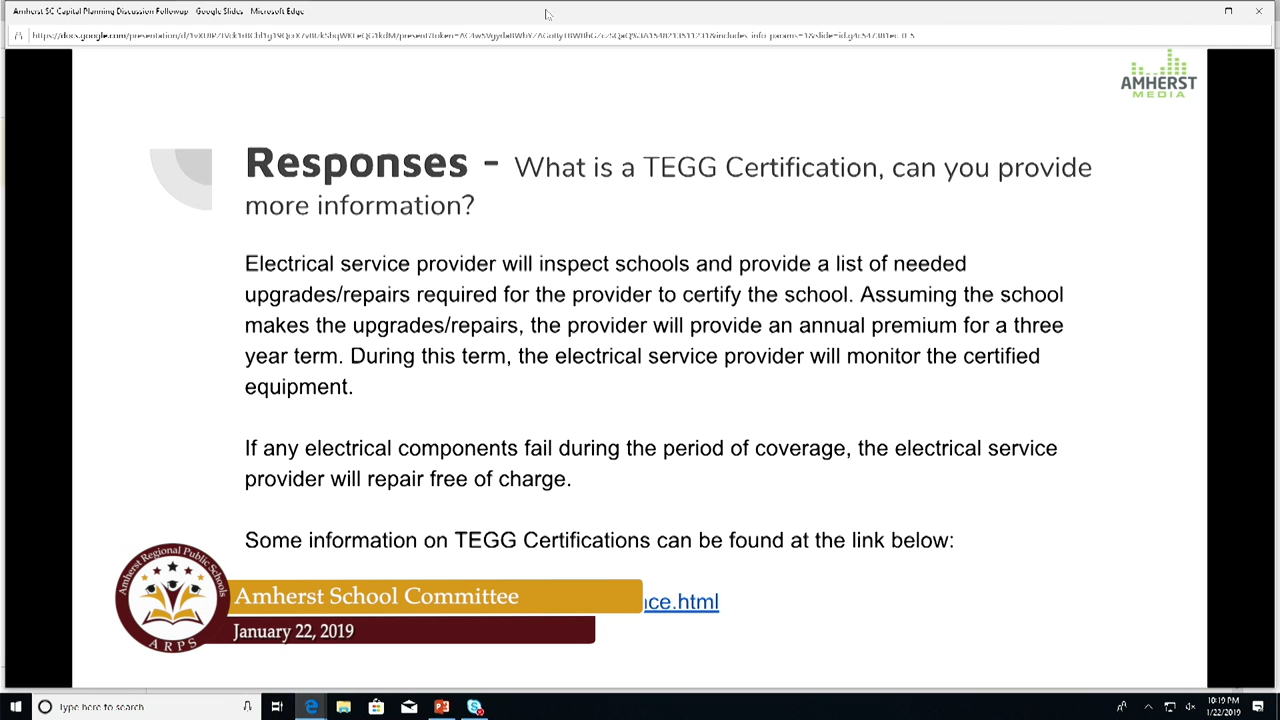 Amherst SC Capital Planning Discussion Followup - Google Slides - Microsoft Edge
AMHERST
MEDIA
Responses - What is a TEGG Certification, can you provide
more information?
Electrical service provider will inspect schools and provide a list of needed
upgrades/repairs required for the provider to certify the school. Assuming the school
makes the upgrades/repairs, the provider will provide an annual premium for a three
year term. During this term, the electrical service provider will monitor the certified
equipment.
If any electrical components fail during the period of coverage, the electrical service
provider will repair free of charge.
Some information on TEGG Certifications can be found at the link below:
nce.html
Amherst Regional Public Schools
ARPS
Amherst School Committee
January 22, 2019
Type here to search
10:19 PM
1/22/2019